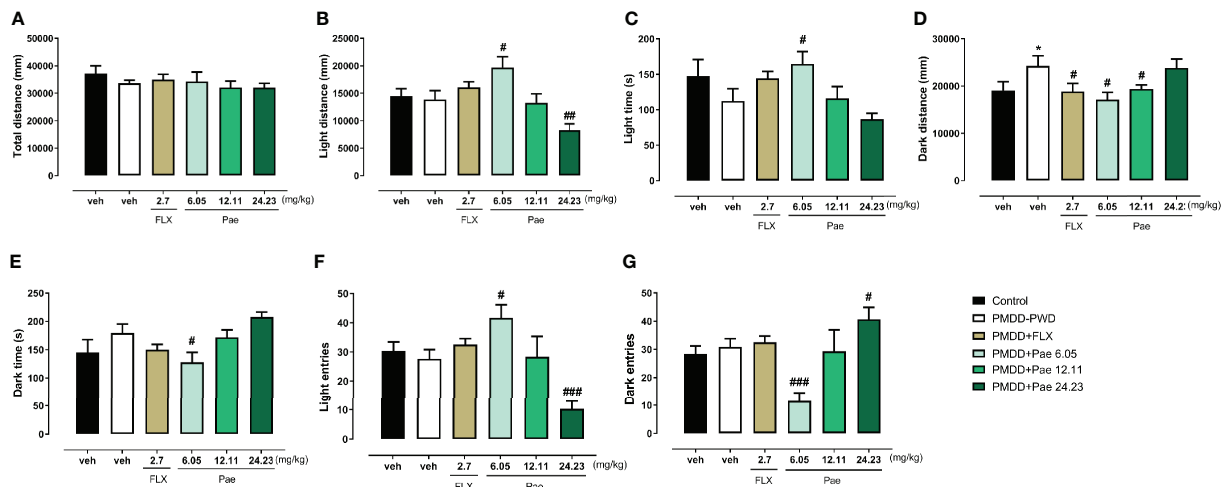 A
Total distance (mm)
50000
40000
30000
20000
10000
0
veh veh 2.7 6.05 12.11 24.23 (mg/kg)
FLX Pae
B
Light distance (mm)
25000
20000
15000
10000
5000
0
#
##
veh veh 2.7 6.05 12.11 24.23 (mg/kg)
FLX Pae
C
Light time (s)
200
150
100
50
0
#
veh veh 2.7 6.05 12.11 24.23 (mg/kg)
FLX Pae
D
Dark distance (mm)
30000
20000
10000
0
*
# # #
veh veh 2.7 6.05 12.11 24.2: (mg/kg)
FLX Pae
E
Dark time (s)
250
200
150
100
50
0
#
veh veh 2.7 6.05 12.11 24.23 (mg/kg)
FLX Pae
F
Light entries
50
40
30
20
10
0
#
###
veh veh 2.7 6.05 12.11 24.23 (mg/kg)
FLX Pae
G
Dark entries
60
40
20
0
###
#
veh veh 2.7 6.05 12.11 24.23 (mg/kg)
FLX Pae
Control
PMDD-PWD
PMDD+FLX
PMDD+Pae 6.05
PMDD+Pae 12.11
PMDD+Pae 24.23